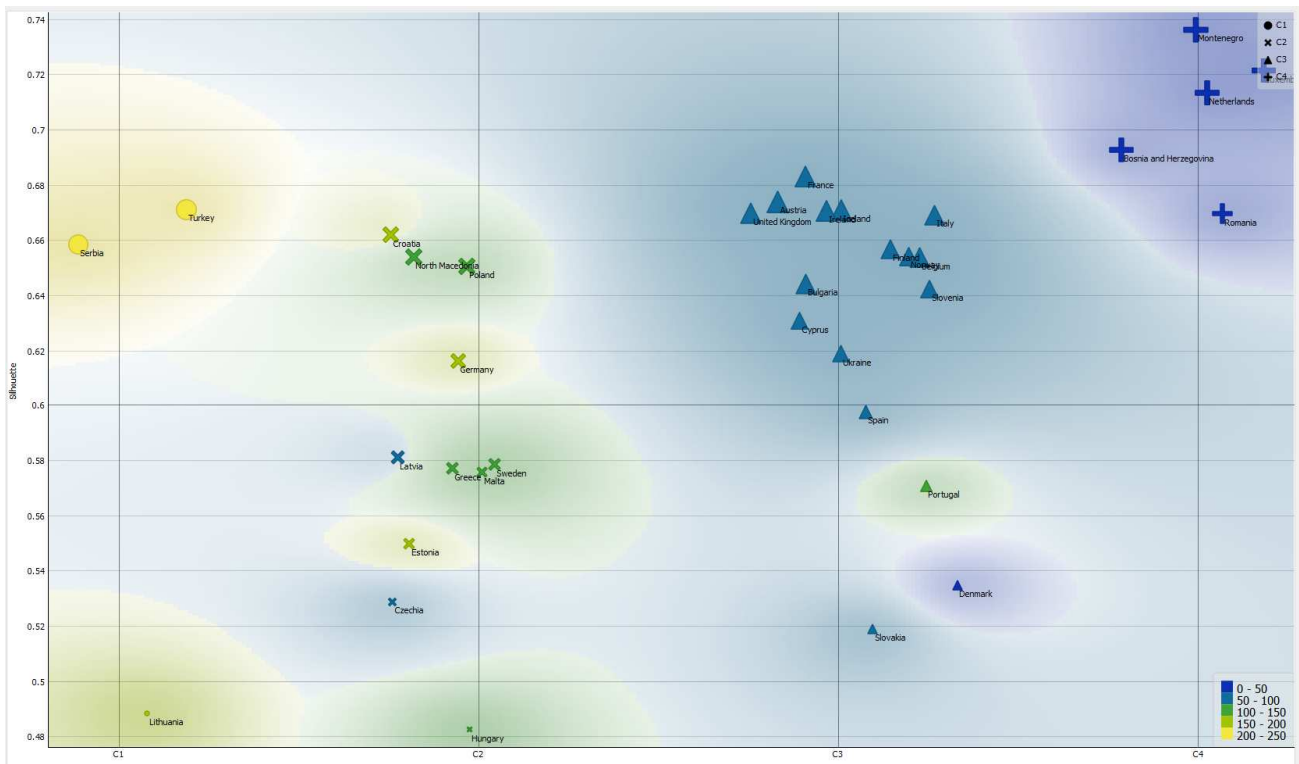 0.74
C1
Montenegro
C2
C3
0.72
C4
Netherlands
0.7
Bosnia and Herzegovina
0.68
France
Turkey
Austria
United Kingdom
Ireland
Italy
Romania
0.66
Croatia
Serbia
North Macedonia
Poland
Finland
Norway
Belgium
0.64
Bulgaria
Slovenia
Cyprus
0.62
Germany
Ukraine
Silhouette
0.6
Spain
0.58
Latvia
Greece
Malta
Sweden
Portugal
0.56
Estonia
0.54
Czechia
Denmark
0.52
Slovakia
0.5
0 - 50
50 - 100
100 - 150
150 - 200
200 - 250
Lithuania
Hungary
0.48
C1
C2
C3
C4